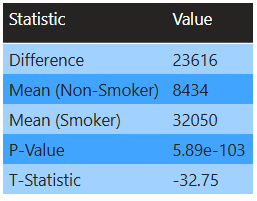 Statistic Value
Difference 23616
Mean (Non-Smoker) 8434
Mean (Smoker) 32050
P-Value 5.89e-103
T-Statistic -32.75